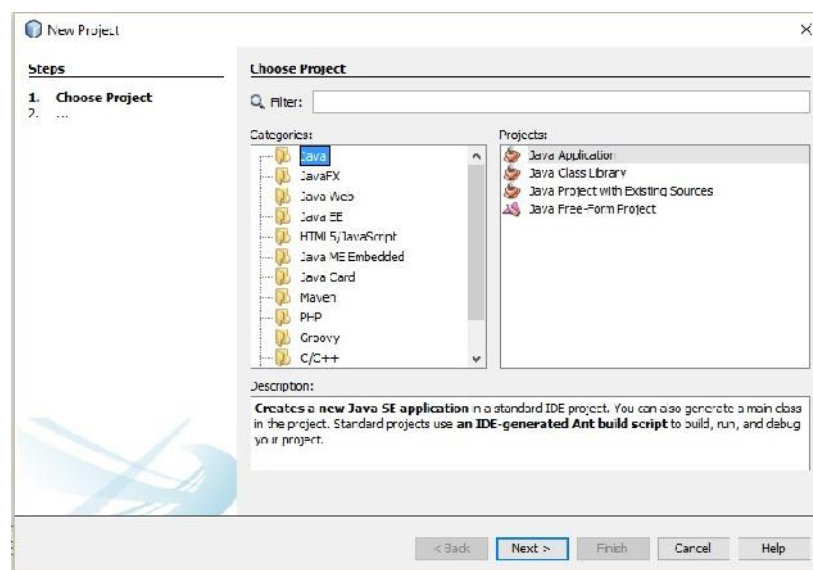 New Project
Steps
1. Choose Project
2. ...
Choose Project
Filter:
Categories:
Java
JavaFX
Java Web
Java EE
HTML5/JavaScript
Java ME Embedded
Java Card
Maven
PHP
Groovy
C/C++
Projects:
Java Application
Java Class Library
Java Project with Existing Sources
Java Free-Form Project
Description:
Creates a new Java SE application in a standard IDE project. You can also generate a main class
in the project. Standard projects use an IDE-generated Ant build script to build, run, and debug
your project.
< Back
Next >
Finish
Cancel
Help